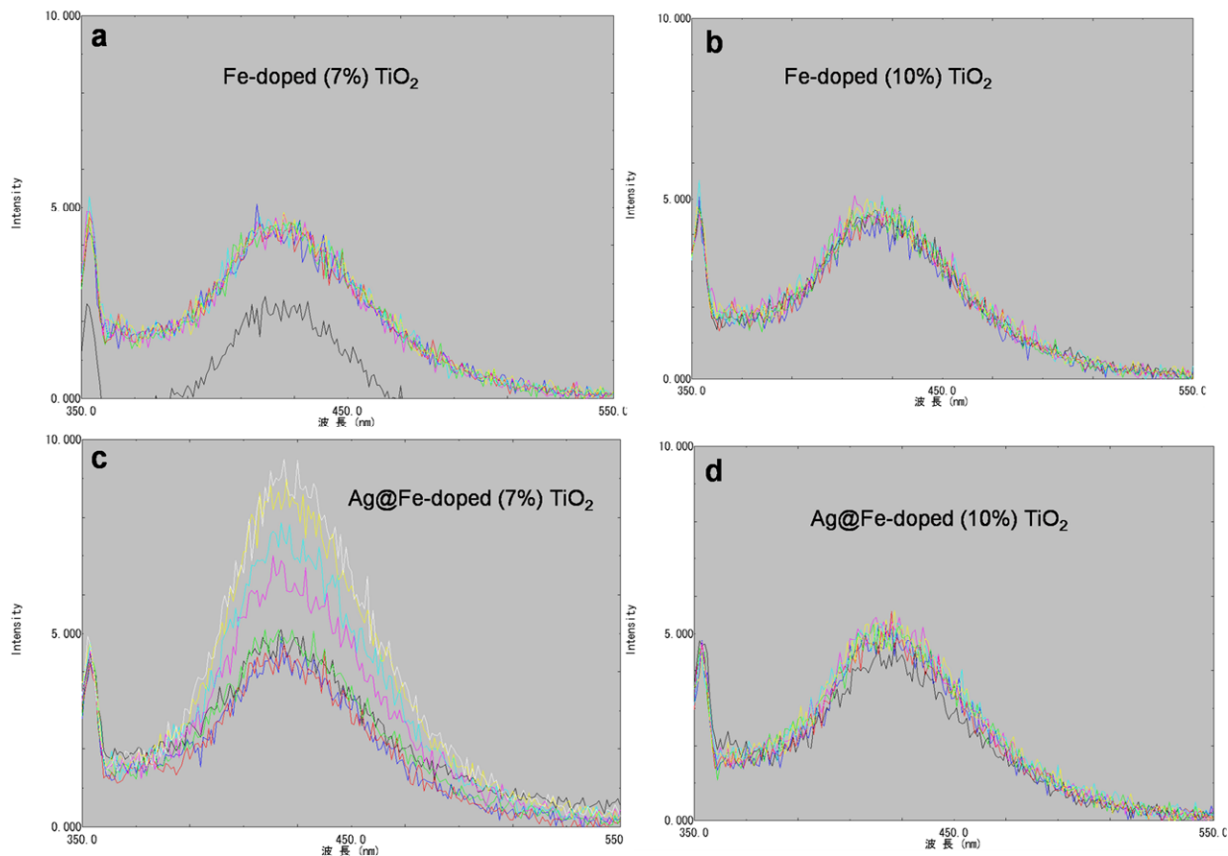 a
Fe-doped (7%) TiO₂
10.000
5.000
0.000
Intensity
350.0
450.0
550.0
波 長 (nm)
b
Fe-doped (10%) TiO₂
10.000
5.000
0.000
Intensity
350.0
450.0
550.0
波 長 (nm)
c
Ag@Fe-doped (7%) TiO₂
10.000
5.000
0.000
Intensity
350.0
450.0
550
波 長 (nm)
d
Ag@Fe-doped (10%) TiO₂
10.000
5.000
0.000
Intensity
350.0
450.0
550.0
波 長 (nm)